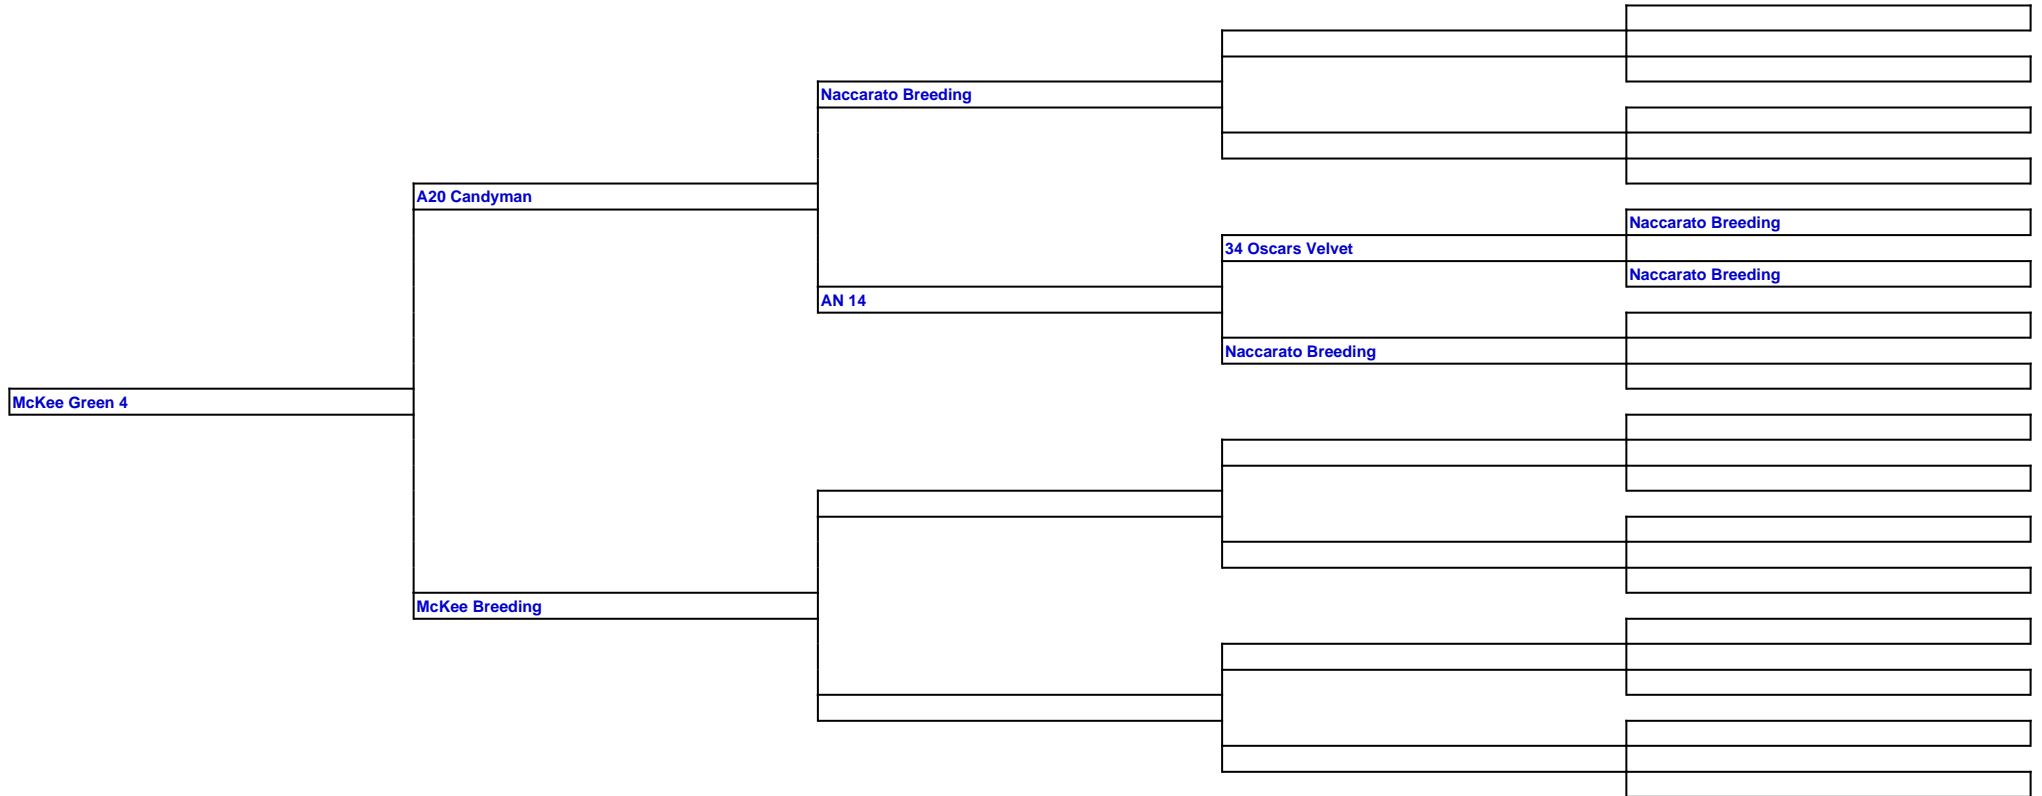 Naccarato Breeding
A20 Candyman
Naccarato Breeding
34 Oscars Velvet
Naccarato Breeding
AN 14
Naccarato Breeding
McKee Green 4
McKee Breeding